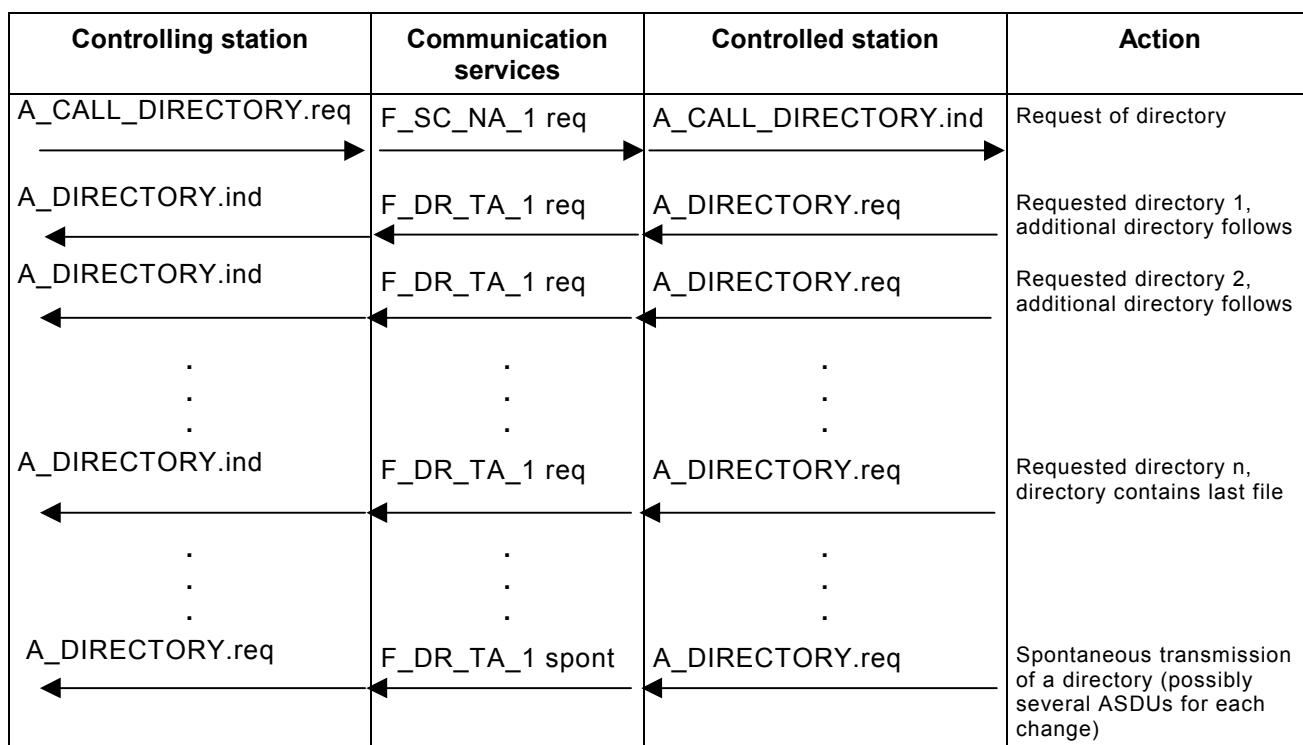 Controlling station
Communication
services
Controlled station
Action
A_CALL_DIRECTORY.req
F_SC_NA_1 req
A_CALL_DIRECTORY.ind
Request of directory
A_DIRECTORY.ind
F_DR_TA_1 req
A_DIRECTORY.req
Requested directory 1,
additional directory follows
A_DIRECTORY.ind
F_DR_TA_1 req
A_DIRECTORY.req
Requested directory 2,
additional directory follows
A_DIRECTORY.ind
F_DR_TA_1 req
A_DIRECTORY.req
Requested directory n,
directory contains last file
A_DIRECTORY.req
F_DR_TA_1 spont
A_DIRECTORY.req
Spontaneous transmission
of a directory (possibly
several ASDUs for each
change)